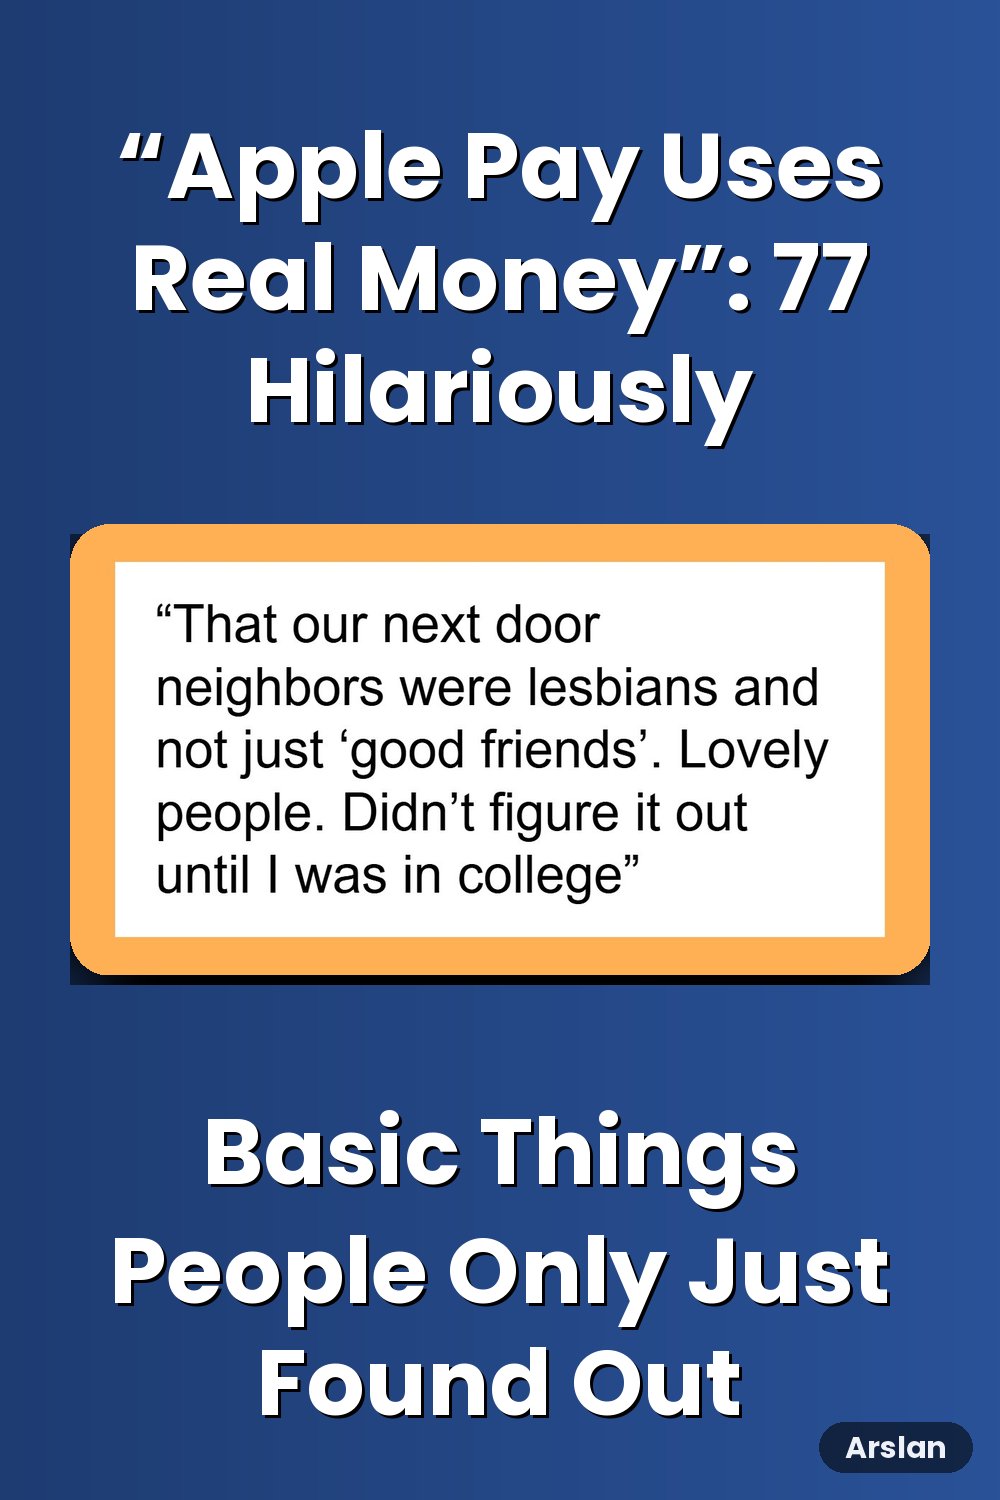 “Apple Pay Uses
Real Money”: 77
Hilariously
“That our next door
neighbors were lesbians and
not just ‘good friends’. Lovely
people. Didn’t figure it out
until I was in college”
Basic Things
People Only Just
Found Out
Arslan